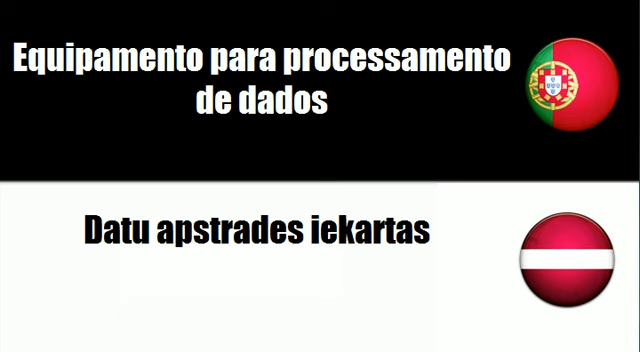 Equipamento para processamento
de dados
Datu apstrades iekartas